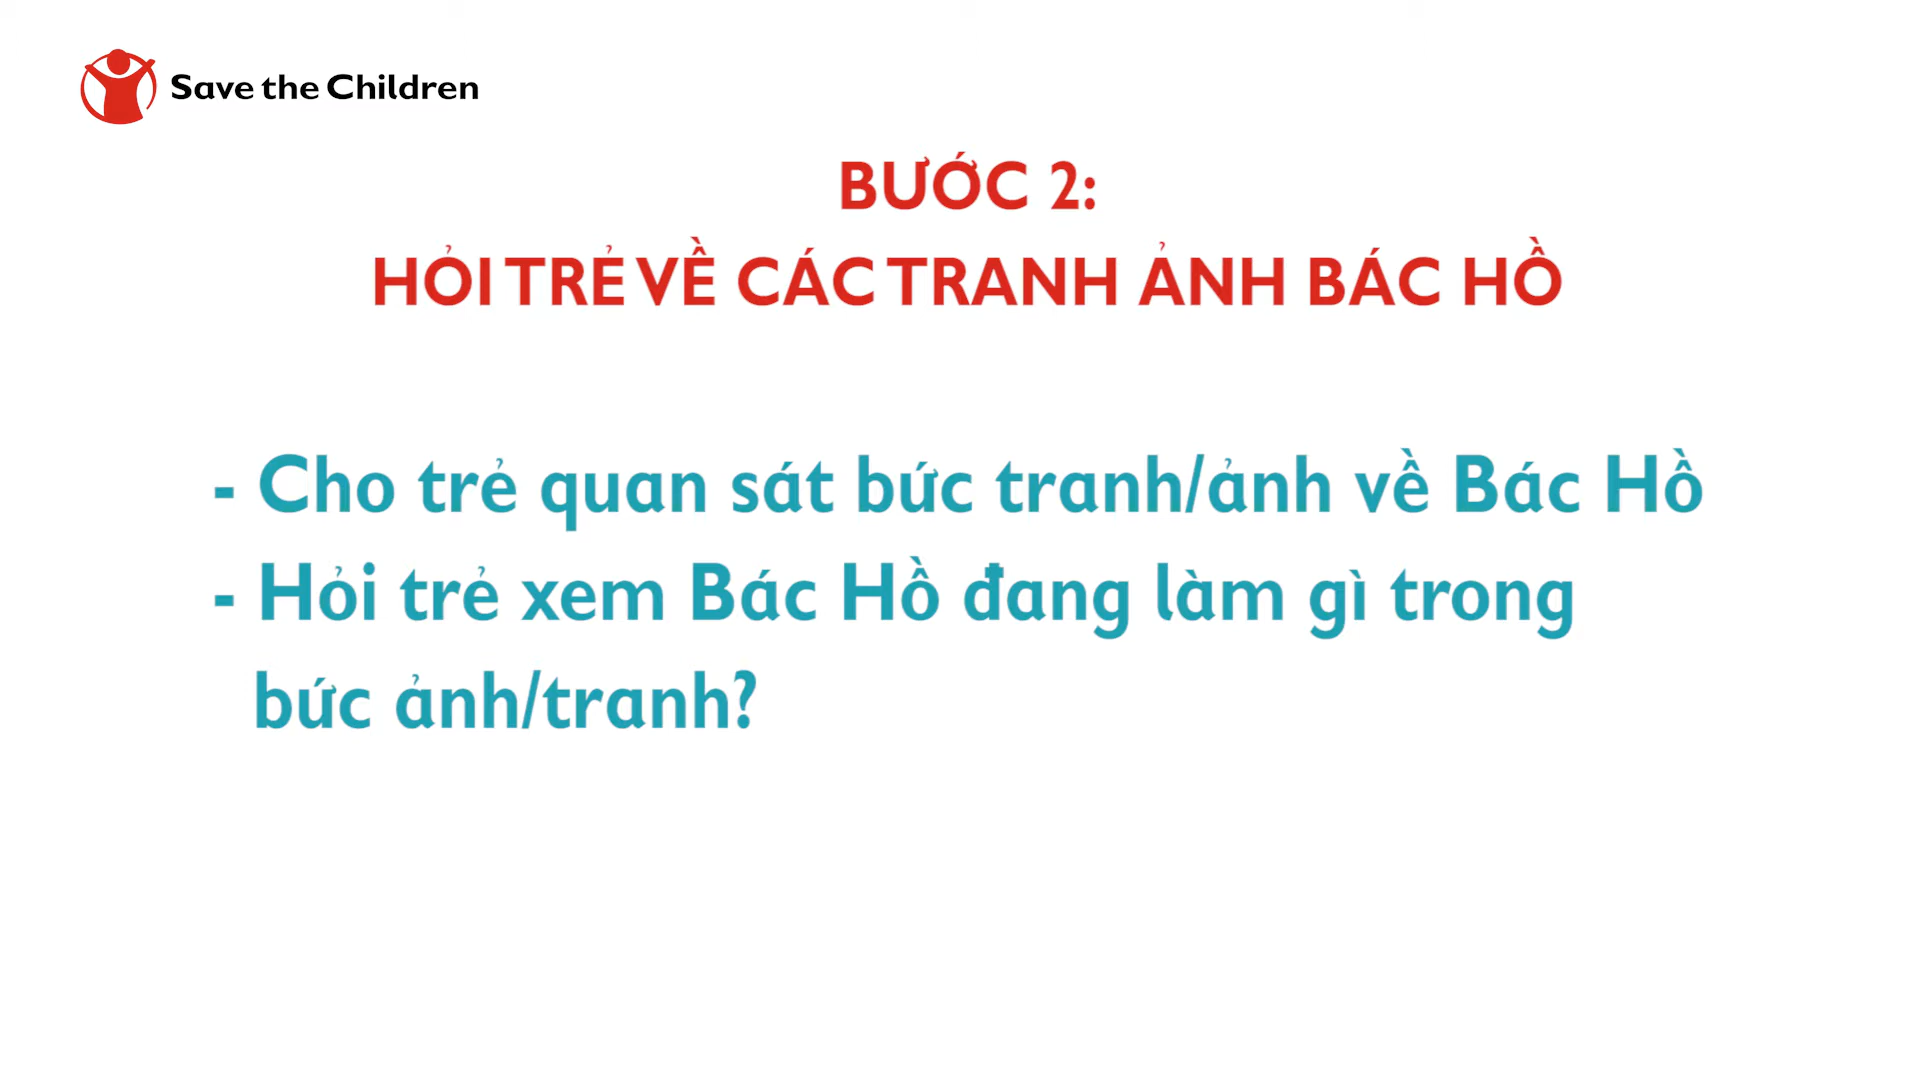 Save the Children
BƯỚC 2:
HỎI TRẺ VỀ CÁC TRANH ẢNH BÁC HỒ
- Cho trẻ quan sát bức tranh/ảnh về Bác Hồ
- Hỏi trẻ xem Bác Hồ đang làm gì trong
bức ảnh/tranh?